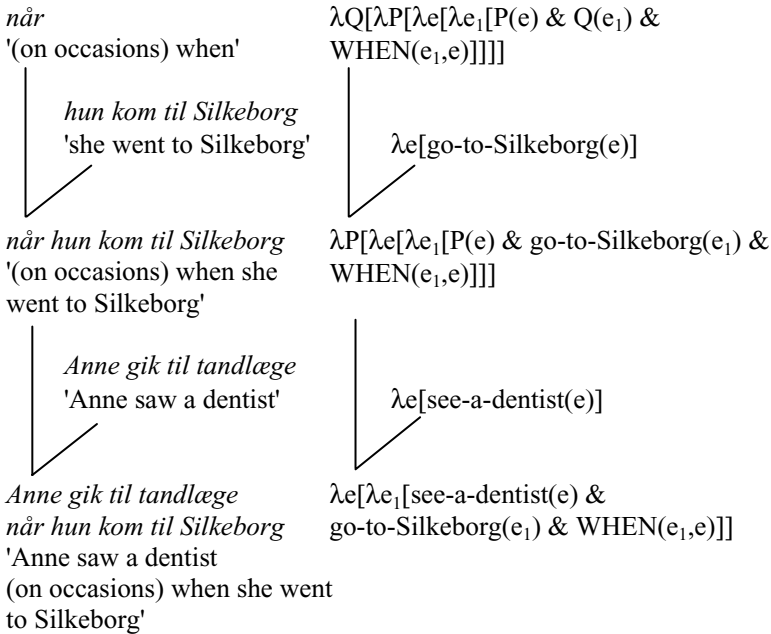 når λQ[λP[λe[λe₁[P(e) & Q(e₁) &
'(on occasions) when' WHEN(e₁,e)]]]]
hun kom til Silkeborg
'she went to Silkeborg' λe[go-to-Silkeborg(e)]
når hun kom til Silkeborg λP[λe[λe₁[P(e) & go-to-Silkeborg(e₁) &
'(on occasions) when she WHEN(e₁,e)]]]
went to Silkeborg'
Anne gik til tandlæge
'Anne saw a dentist' λe[see-a-dentist(e)]
Anne gik til tandlæge λe[λe₁[see-a-dentist(e) &
når hun kom til Silkeborg go-to-Silkeborg(e₁) & WHEN(e₁,e)]]
'Anne saw a dentist
(on occasions) when she went
to Silkeborg'